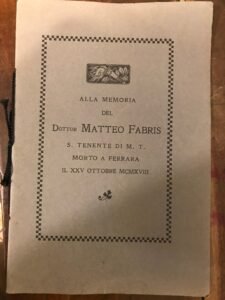 ALLA MEMORIA
DEL
DOTTOR MATTEO FABRIS
S. TENENTE DI M. T.
MORTO A FERRARA
IL XXV OTTOBRE MCMXVIII